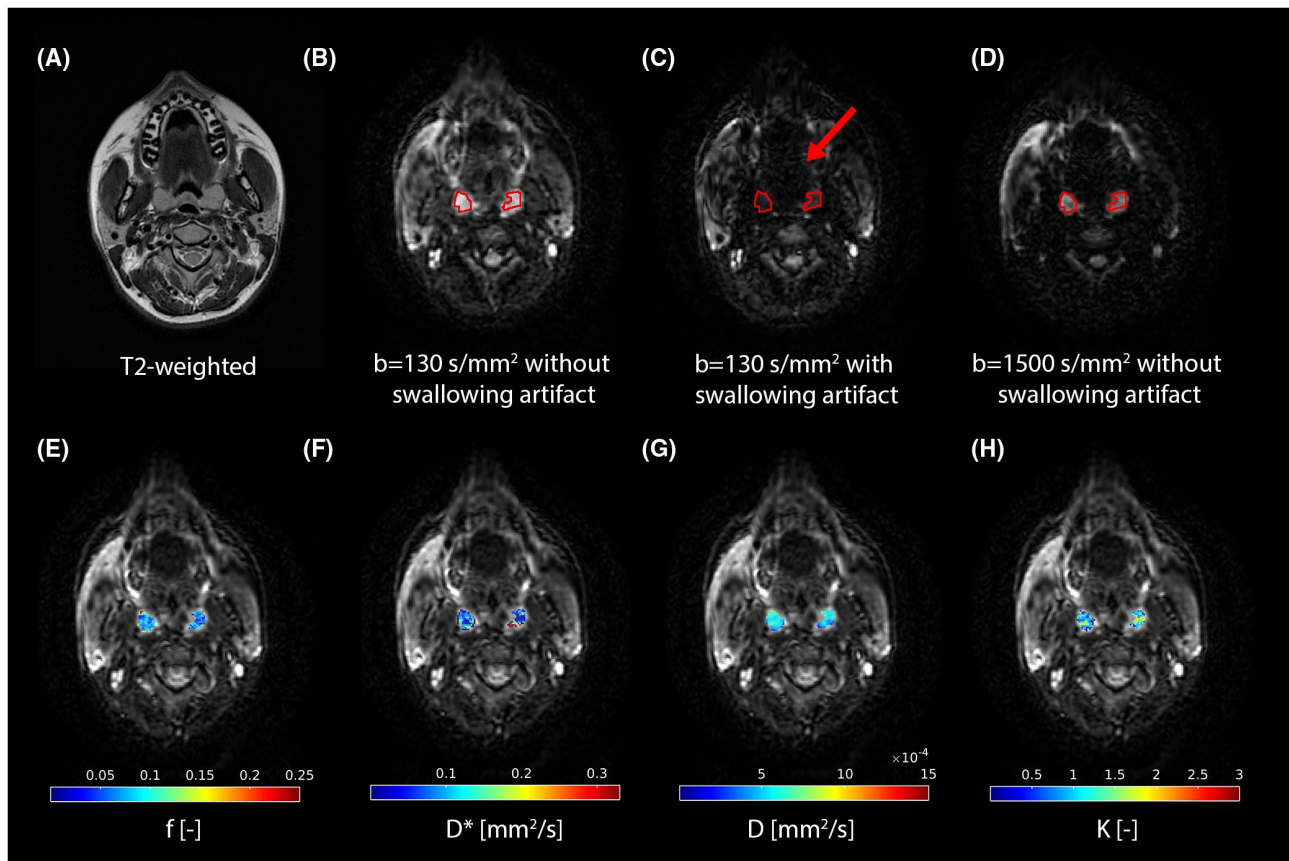 (A)
(B)
(C)
(D)
T2-weighted
b=130 s/mm² without
swallowing artifact
b=130 s/mm² with
swallowing artifact
b=1500 s/mm² without
swallowing artifact
(E)
(F)
(G)
(H)
0.05 0.1 0.15 0.2 0.25
f [-]
0.1 0.2 0.3
D* [mm²/s]
×10⁻⁴
5 10 15
D [mm²/s]
0.5 1 1.5 2 2.5 3
K [-]